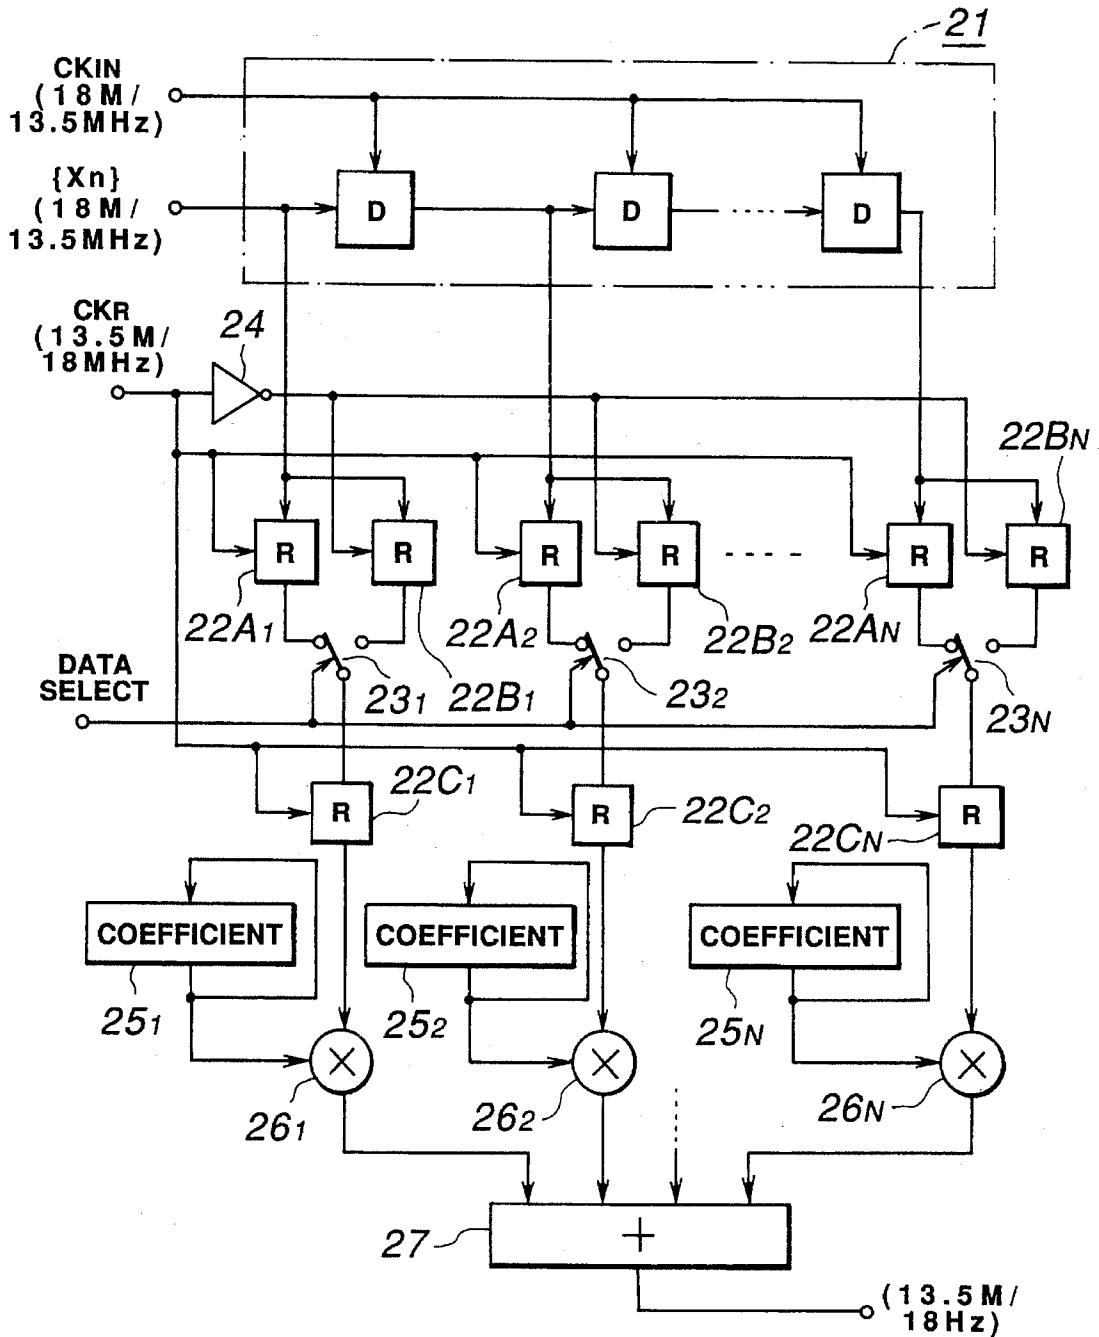 21
CKIN
(18M/
13.5MHz)
{Xn}
(18M/
13.5MHz)
D
D
D
CKR
(13.5M/
18MHz)
24
22BN
R
R
R
R
R
R
22A1
22B1
22A2
22B2
22AN
DATA
SELECT
231
232
23N
R
22C1
R
22C2
R
22CN
COEFFICIENT
COEFFICIENT
COEFFICIENT
251
252
25N
261
262
26N
27
+
(13.5M/
18Hz)